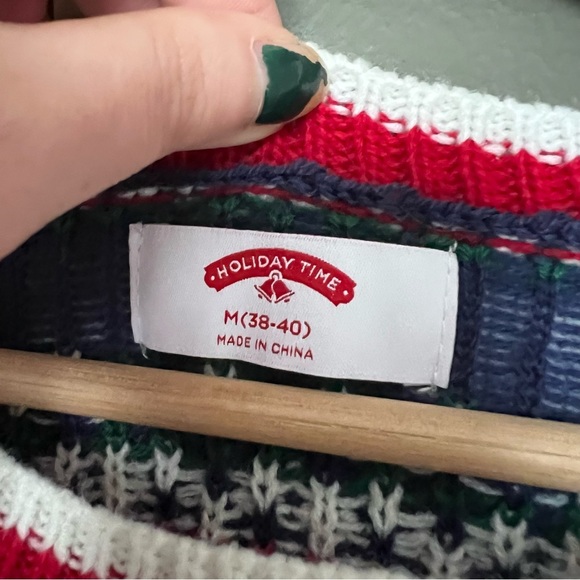 • HOLIDAY TIME •
M(38-40)
MADE IN CHINA